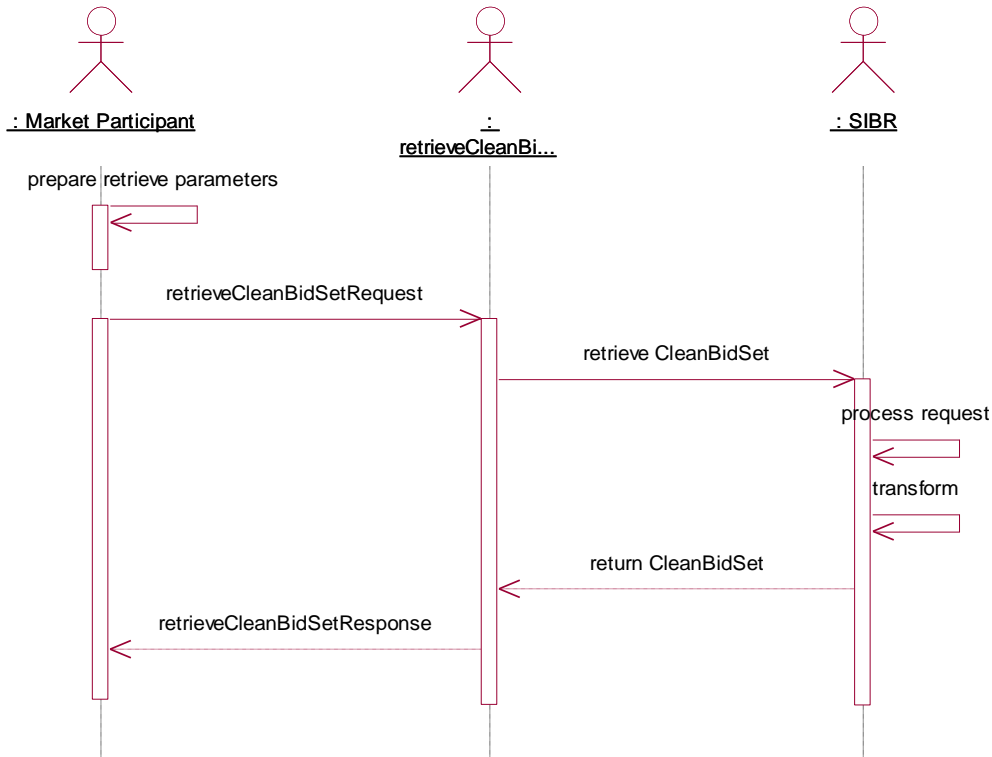 : Market Participant
:
retrieveCleanBi...
: SIBR
prepare retrieve parameters
retrieveCleanBidSetRequest
retrieve CleanBidSet
process request
transform
return CleanBidSet
retrieveCleanBidSetResponse